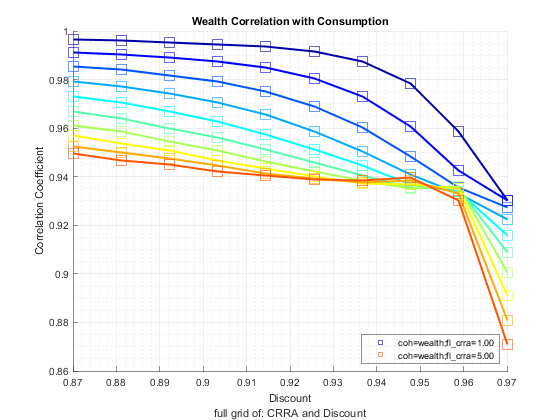 Wealth Correlation with Consumption
1
0.98
0.96
0.94
0.92
0.9
0.88
0.86
Correlation Coefficient
coh=wealth;fl_crra=1.00
coh=wealth;fl_crra=5.00
0.87 0.88 0.89 0.9 0.91 0.92 0.93 0.94 0.95 0.96 0.97
Discount
full grid of: CRRA and Discount